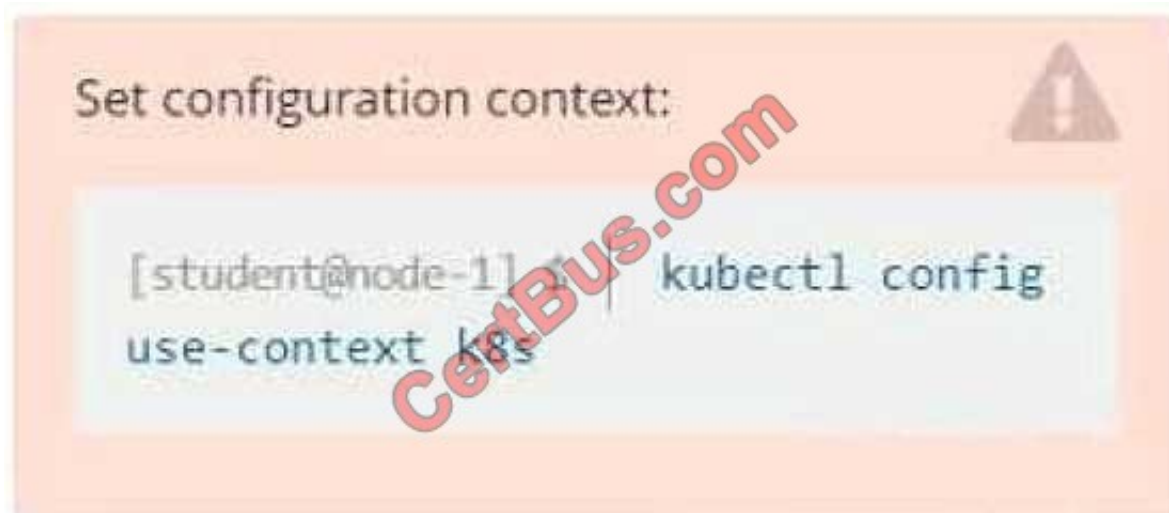 Set configuration context:
[student@node-1] $ | kubectl config
use-context k8s
CertBus.com